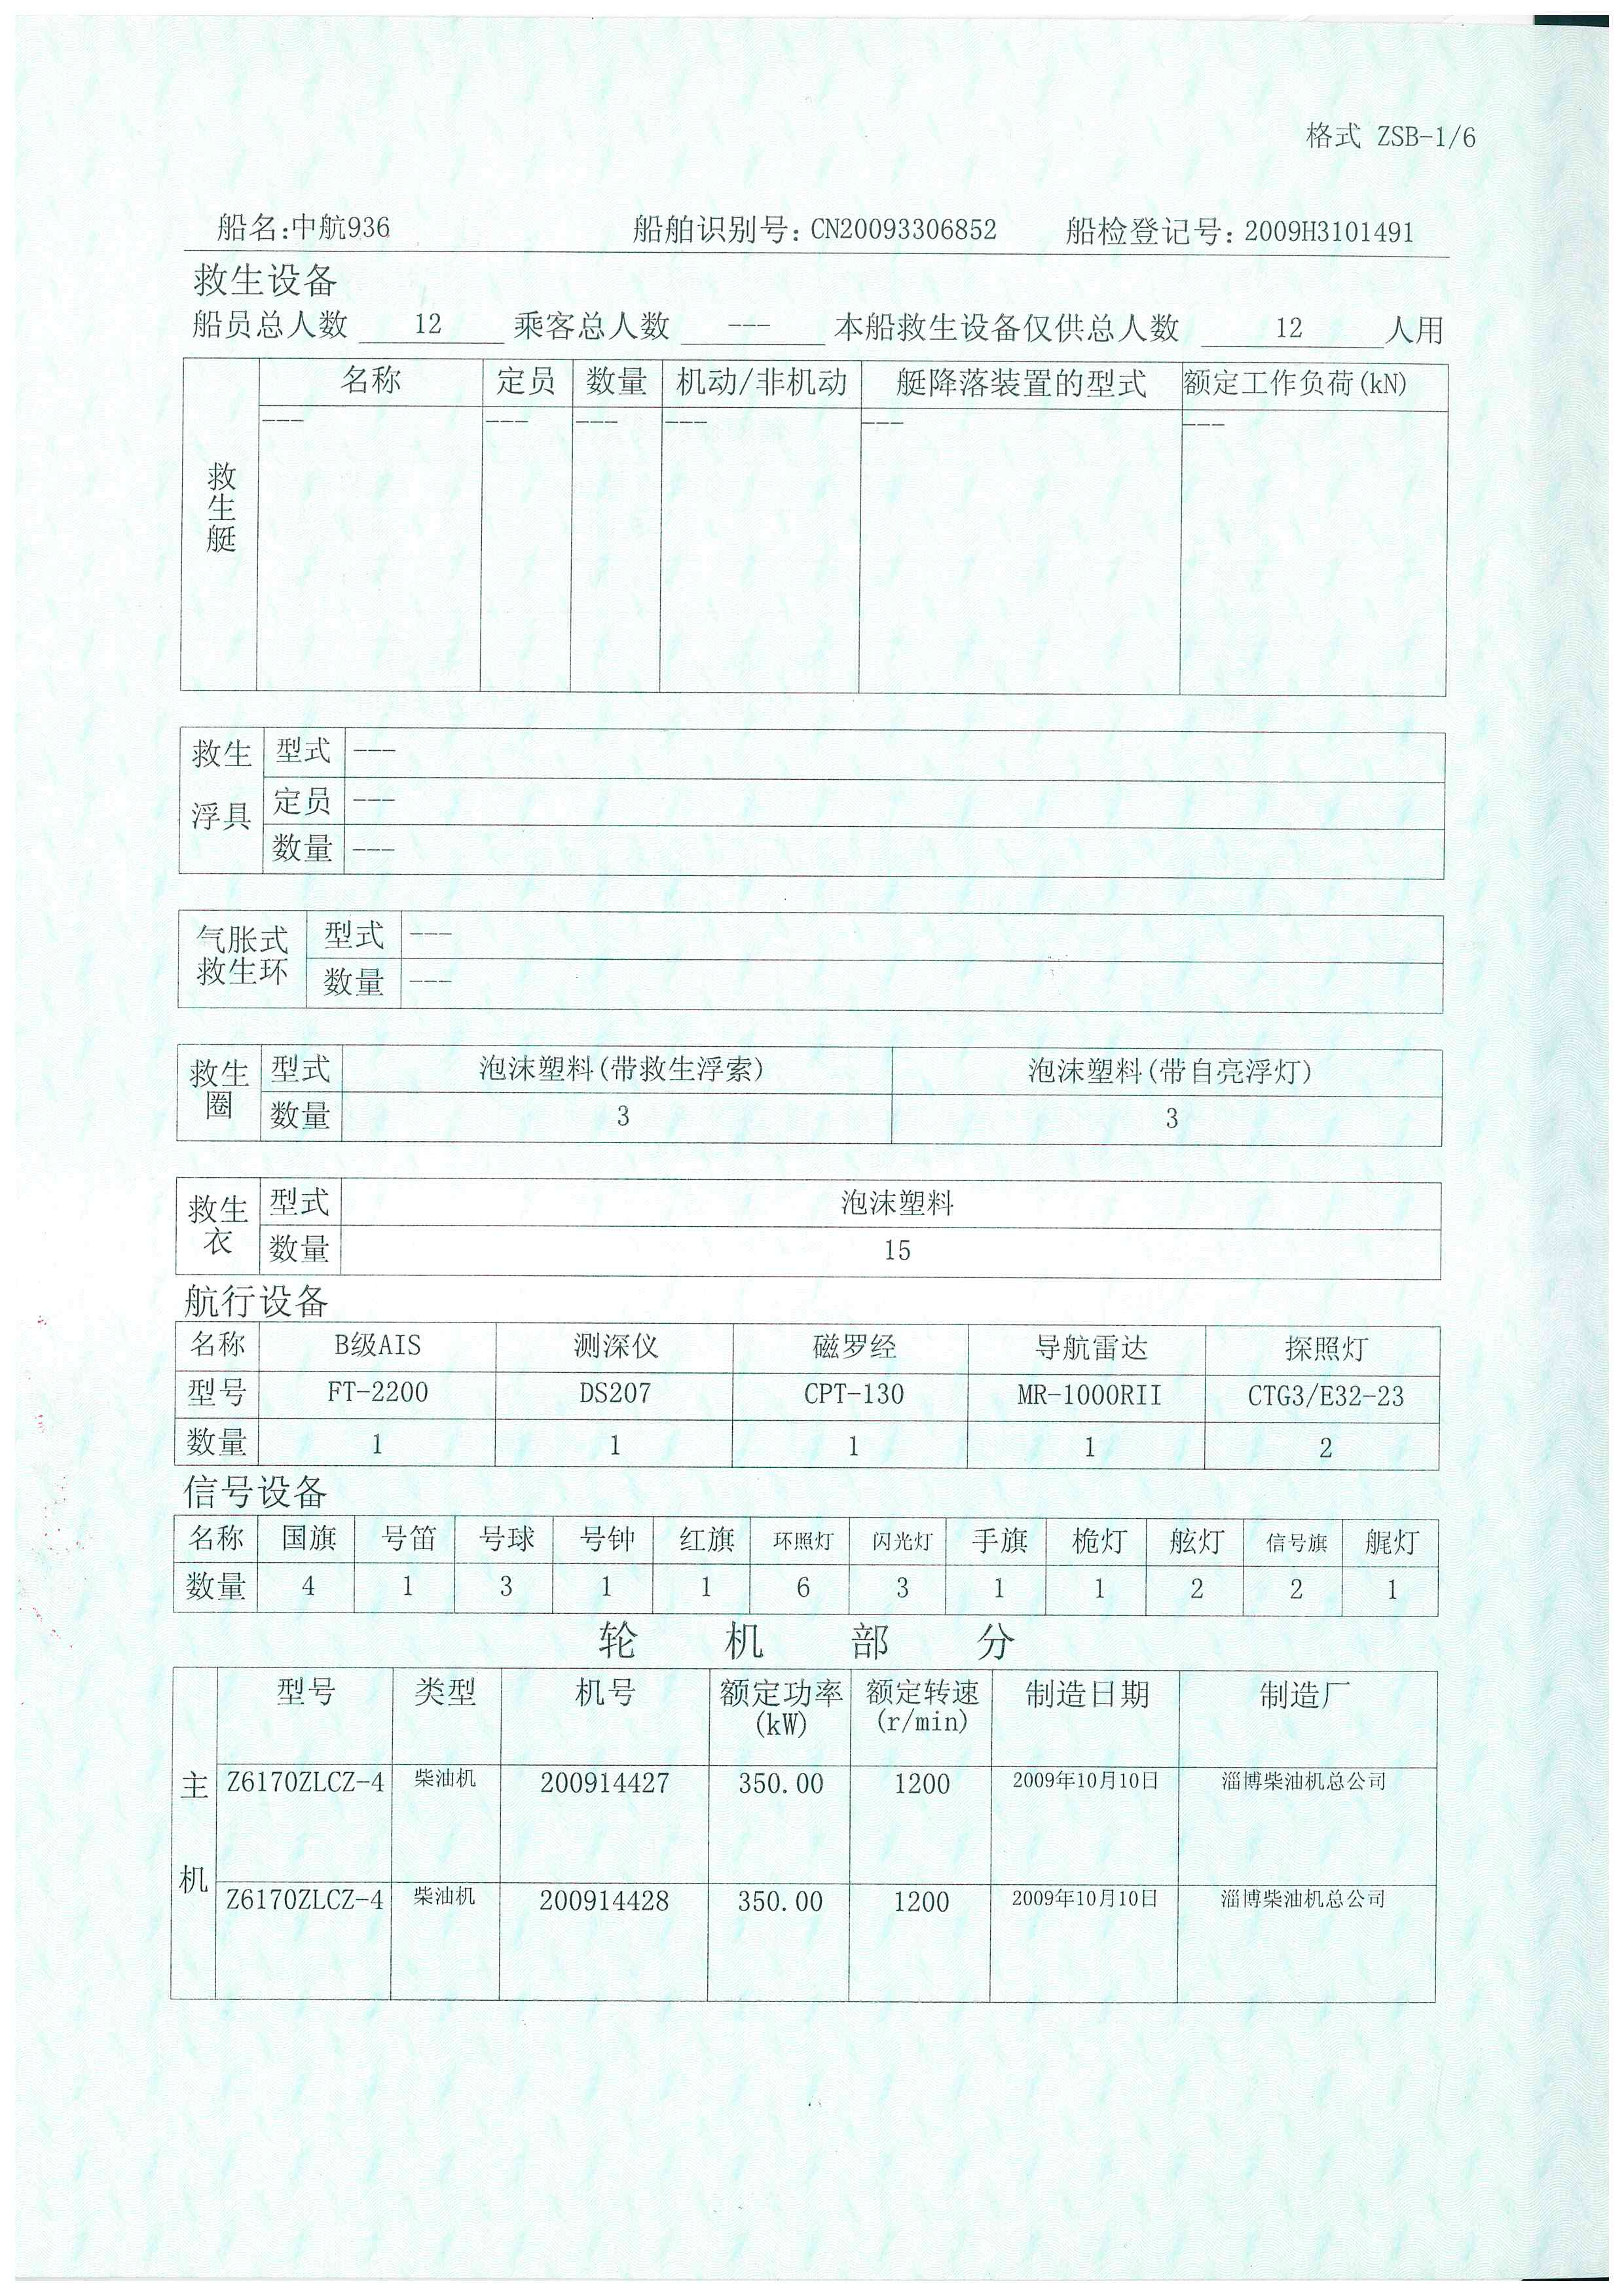 格式 ZSB-1/6
船名:中航936 船舶识别号: CN20093306852 船检登记号: 2009H3101491
救生设备
船员总人数 12 乘客总人数 --- 本船救生设备仅供总人数 12 人用
救生艇
名称 定员 数量 机动/非机动 艇降落装置的型式 额定工作负荷(kN)
--- --- --- --- --- ---
救生浮具
型式 ---
定员 ---
数量 ---
气胀式救生环
型式 ---
数量 ---
救生圈
型式 泡沫塑料(带救生浮索) 泡沫塑料(带自亮浮灯)
数量 3 3
救生衣
型式 泡沫塑料
数量 15
航行设备
名称 B级AIS 测深仪 磁罗经 导航雷达 探照灯
型号 FT-2200 DS207 CPT-130 MR-1000RII CTG3/E32-23
数量 1 1 1 1 2
信号设备
名称 国旗 号笛 号球 号钟 红旗 环照灯 闪光灯 手旗 桅灯 舷灯 信号旗 艉灯
数量 4 1 3 1 1 6 3 1 1 2 2 1
轮机部分
主机
型号 类型 机号 额定功率(kW) 额定转速(r/min) 制造日期 制造厂
Z6170ZLCZ-4 柴油机 200914427 350.00 1200 2009年10月10日 淄博柴油机总公司
Z6170ZLCZ-4 柴油机 200914428 350.00 1200 2009年10月10日 淄博柴油机总公司